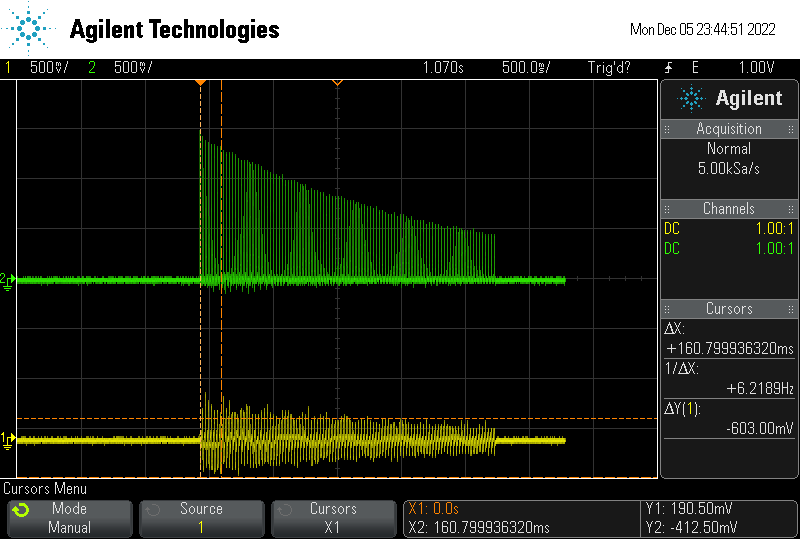 Agilent Technologies
Mon Dec 05 23:44:51 2022
1 500mV/ 2 500mV/ 1.070s 500.0ms/ Trig'd? E 1.00V
Agilent
Acquisition
Normal
5.00kSa/s
Channels
DC 1.00:1
DC 1.00:1
Cursors
ΔX:
+160.799936320ms
1/ΔX:
+6.2189Hz
ΔY(1):
-603.00mV
2
1
Cursors Menu
Mode
Manual
Source
1
Cursors
X1
X1: 0.0s
X2: 160.799936320ms
Y1: 190.50mV
Y2: -412.50mV